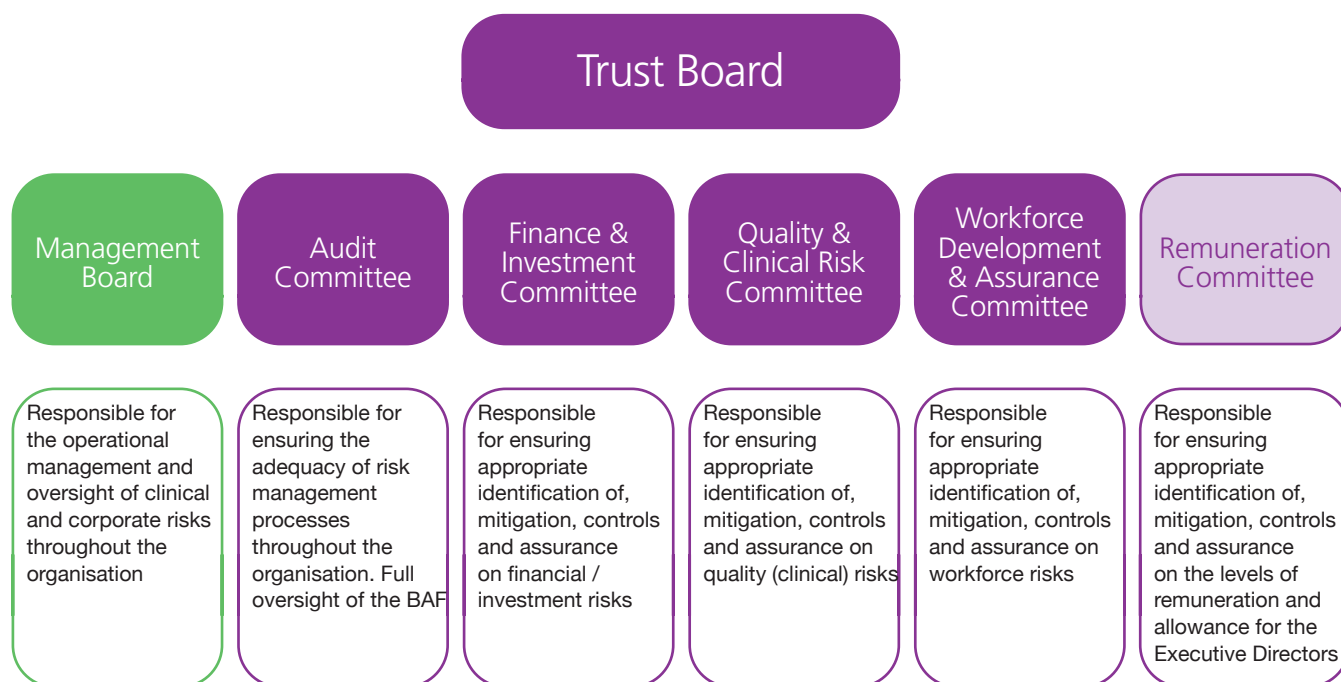 Trust Board
Management
Board
Audit
Committee
Finance &
Investment
Committee
Quality &
Clinical Risk
Committee
Workforce
Development
& Assurance
Committee
Remuneration
Committee
Responsible for
the operational
management and
oversight of clinical
and corporate risks
throughout the
organisation
Responsible for
ensuring the
adequacy of risk
management
processes
throughout the
organisation. Full
oversight of the BAF
Responsible
for ensuring
appropriate
identification of,
mitigation, controls
and assurance
on financial /
investment risks
Responsible
for ensuring
appropriate
identification of,
mitigation, controls
and assurance on
quality (clinical) risks
Responsible
for ensuring
appropriate
identification of,
mitigation, controls
and assurance on
workforce risks
Responsible
for ensuring
appropriate
identification of,
mitigation, controls
and assurance
on the levels of
remuneration and
allowance for the
Executive Directors